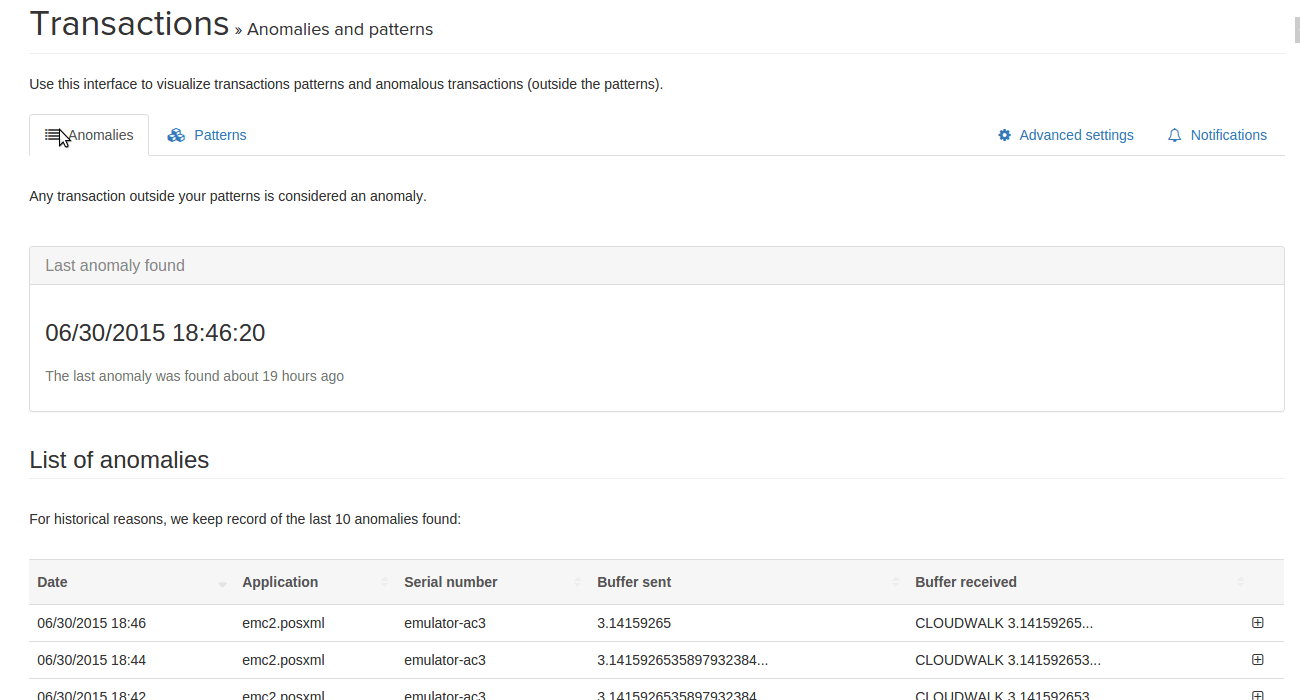 Transactions » Anomalies and patterns
Use this interface to visualize transactions patterns and anomalous transactions (outside the patterns).
Anomalies Patterns Advanced settings Notifications
Any transaction outside your patterns is considered an anomaly.
Last anomaly found
06/30/2015 18:46:20
The last anomaly was found about 19 hours ago
List of anomalies
For historical reasons, we keep record of the last 10 anomalies found:
Date Application Serial number Buffer sent Buffer received
06/30/2015 18:46 emc2.posxml emulator-ac3 3.14159265 CLOUDWALK 3.14159265...
06/30/2015 18:44 emc2.posxml emulator-ac3 3.1415926535897932384... CLOUDWALK 3.141592653...
06/30/2015 18:42 emc2.posxml emulator-ac3 3.1415926535897932384... CLOUDWALK 3.141592653...